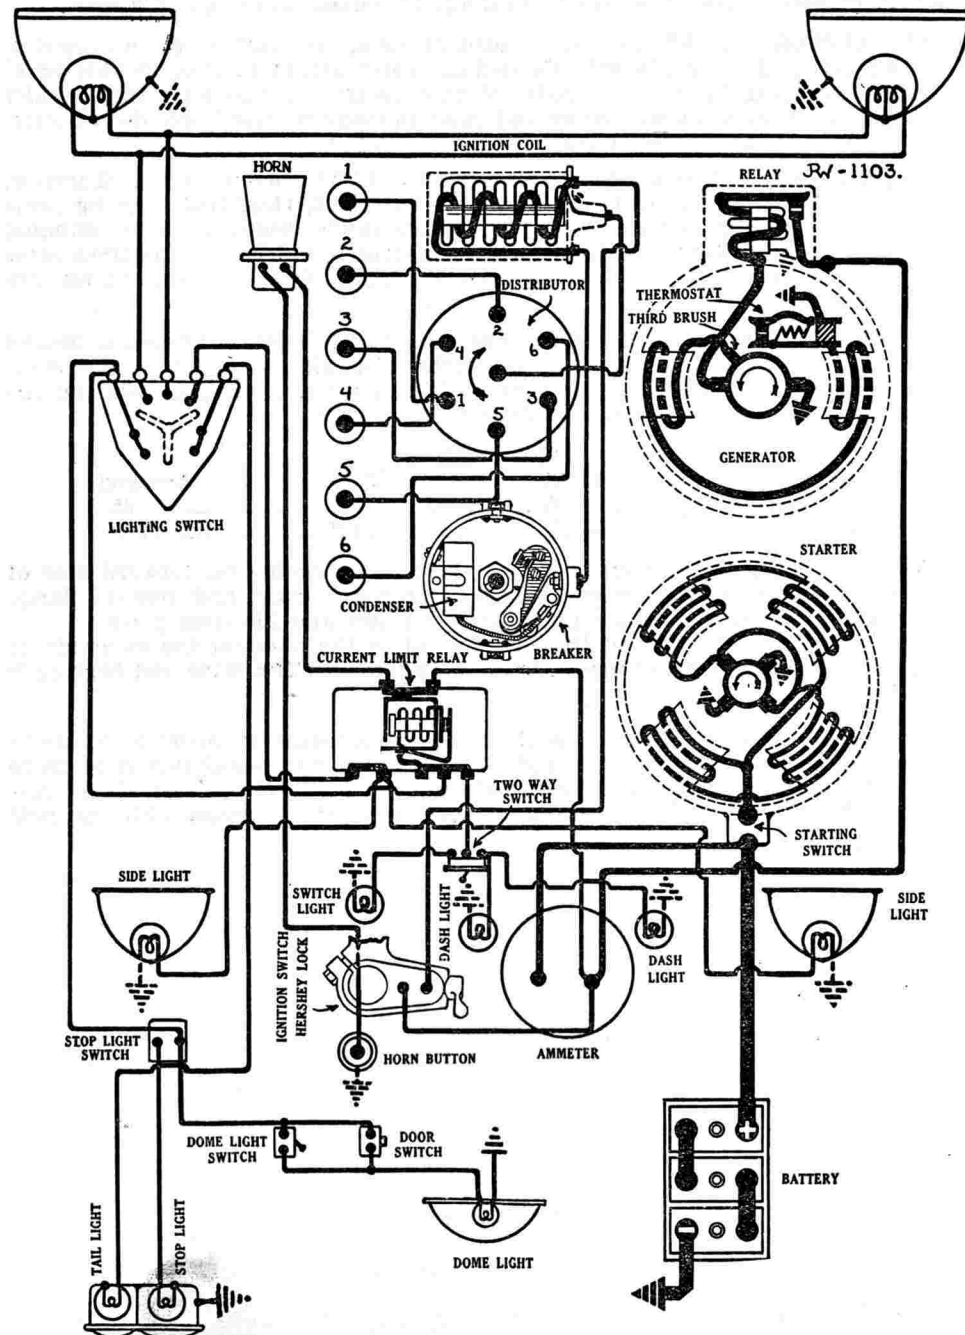 IGNITION COIL
HORN
RELAY
JRW-1103.
1
2
3
4
5
6
DISTRIBUTOR
2
4
6
1
3
5
THERMOSTAT
THIRD BRUSH
GENERATOR
LIGHTING SWITCH
CONDENSER
BREAKER
STARTER
CURRENT LIMIT RELAY
TWO WAY
SWITCH
STARTING
SWITCH
SIDE LIGHT
SWITCH
LIGHT
DASH LIGHT
DASH
LIGHT
SIDE
LIGHT
IGNITION SWITCH
HERSHEY LOCK
STOP LIGHT
SWITCH
HORN BUTTON
AMMETER
DOME LIGHT
SWITCH
DOOR
SWITCH
BATTERY
TAIL LIGHT
STOP LIGHT
DOME LIGHT